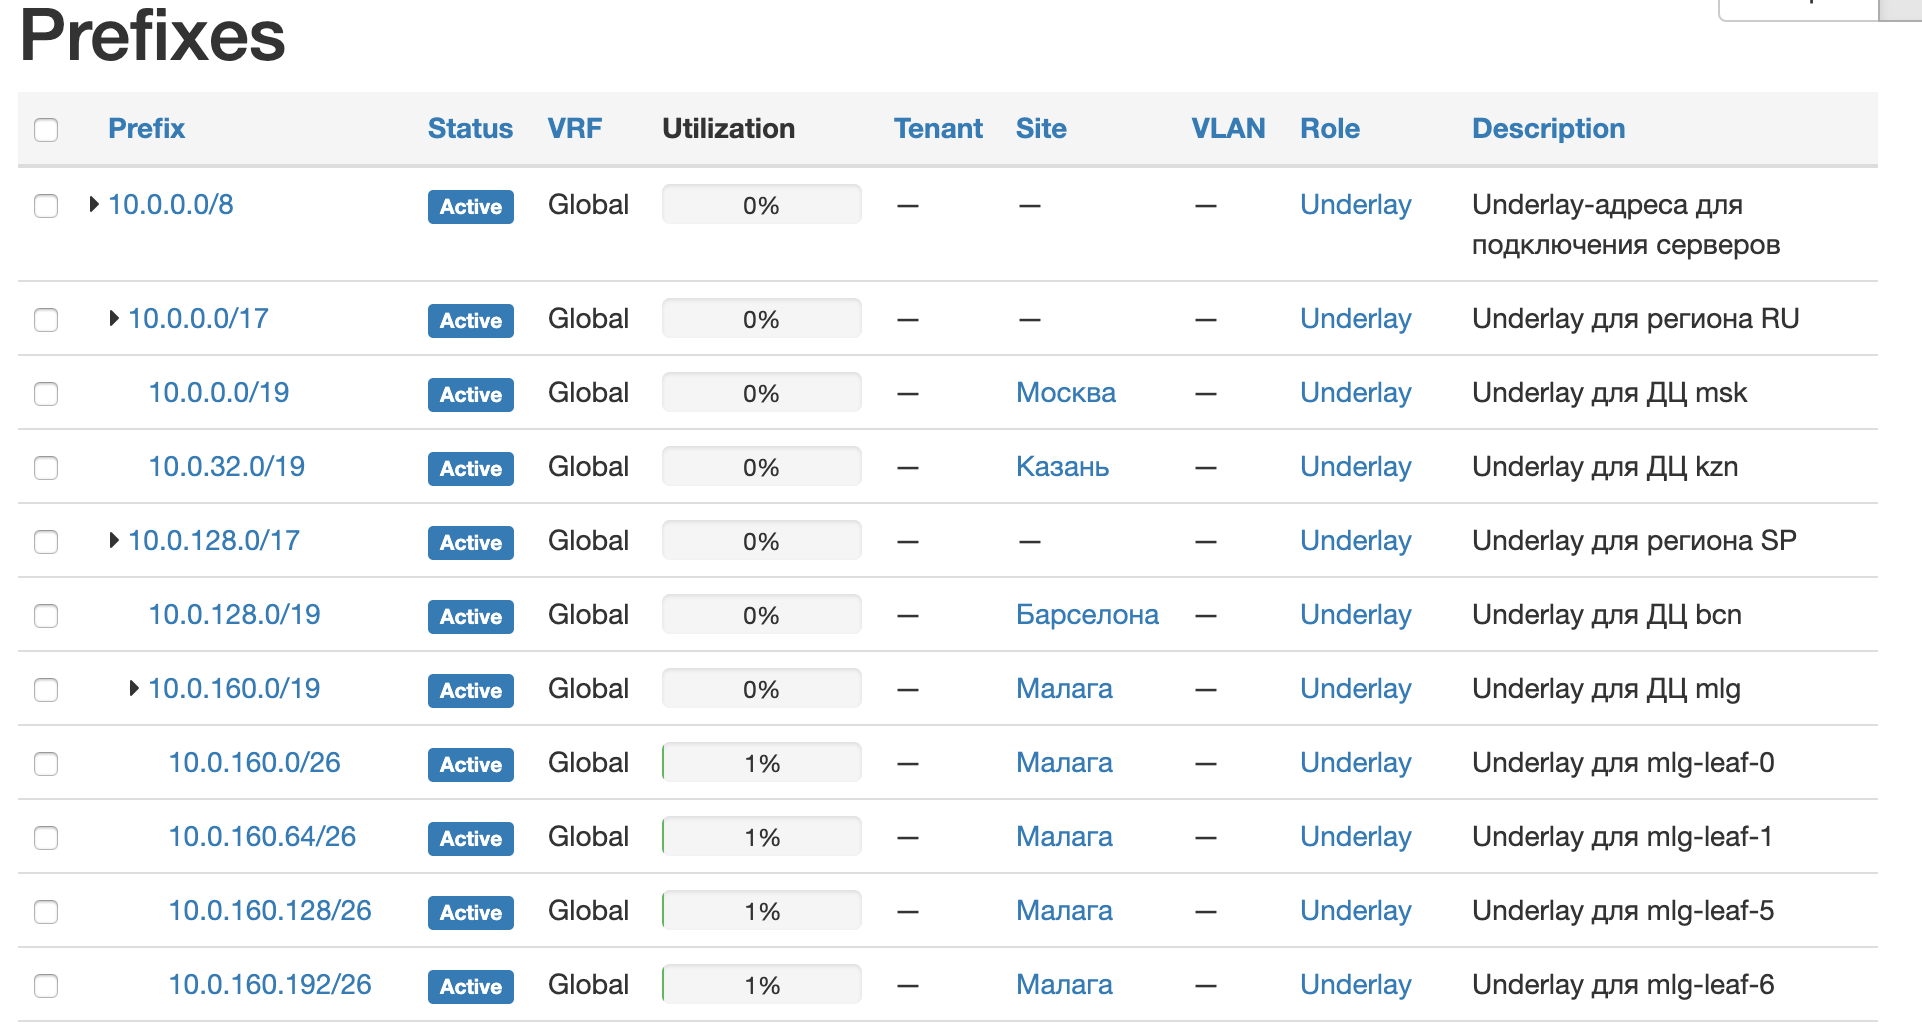 Prefixes
Prefix Status VRF Utilization Tenant Site VLAN Role Description
10.0.0.0/8 Active Global 0% — — — Underlay Underlay-адреса для
подключения серверов
10.0.0.0/17 Active Global 0% — — — Underlay Underlay для региона RU
10.0.0.0/19 Active Global 0% — Москва — Underlay Underlay для ДЦ msk
10.0.32.0/19 Active Global 0% — Казань — Underlay Underlay для ДЦ kzn
10.0.128.0/17 Active Global 0% — — — Underlay Underlay для региона SP
10.0.128.0/19 Active Global 0% — Барселона — Underlay Underlay для ДЦ bcn
10.0.160.0/19 Active Global 0% — Малага — Underlay Underlay для ДЦ mlg
10.0.160.0/26 Active Global 1% — Малага — Underlay Underlay для mlg-leaf-0
10.0.160.64/26 Active Global 1% — Малага — Underlay Underlay для mlg-leaf-1
10.0.160.128/26 Active Global 1% — Малага — Underlay Underlay для mlg-leaf-5
10.0.160.192/26 Active Global 1% — Малага — Underlay Underlay для mlg-leaf-6